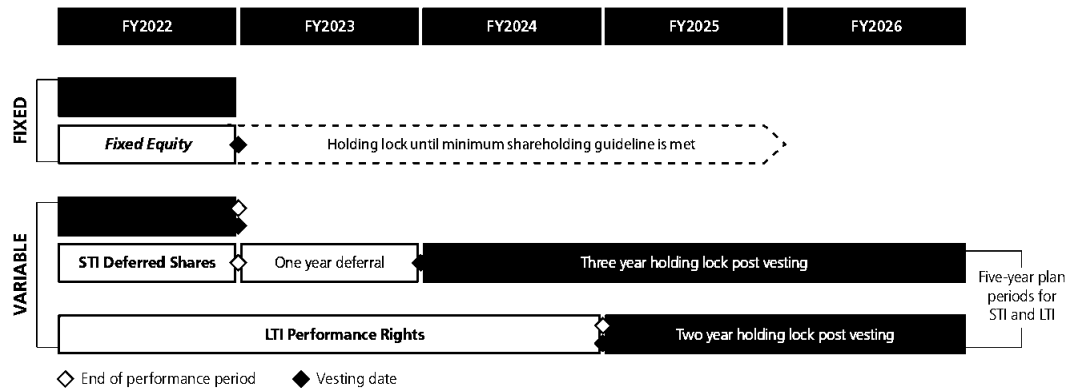 FY2022 FY2023 FY2024 FY2025 FY2026
FIXED
Fixed Equity Holding lock until minimum shareholding guideline is met
VARIABLE
STI Deferred Shares One year deferral Three year holding lock post vesting
Five-year plan
periods for
STI and LTI
LTI Performance Rights Two year holding lock post vesting
End of performance period Vesting date